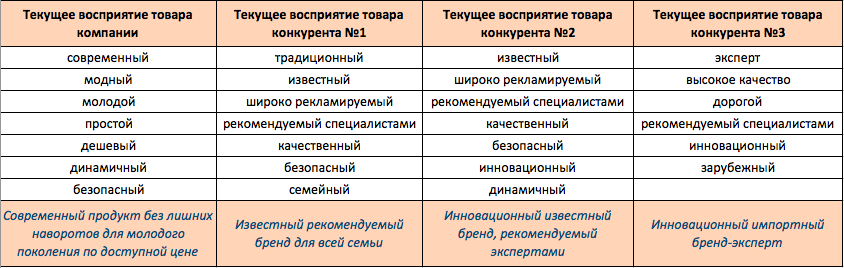 Текущее восприятие товара компании | Текущее восприятие товара конкурента №1 | Текущее восприятие товара конкурента №2 | Текущее восприятие товара конкурента №3
современный | традиционный | известный | эксперт
модный | известный | широко рекламируемый | высокое качество
молодой | широко рекламируемый | рекомендуемый специалистами | дорогой
простой | рекомендуемый специалистами | качественный | рекомендуемый специалистами
дешевый | качественный | безопасный | инновационный
динамичный | безопасный | инновационный | зарубежный
безопасный | семейный | динамичный
Современный продукт без лишних наворотов для молодого поколения по доступной цене | Известный рекомендуемый бренд для всей семьи | Инновационный известный бренд, рекомендуемый экспертами | Инновационный импортный бренд-эксперт